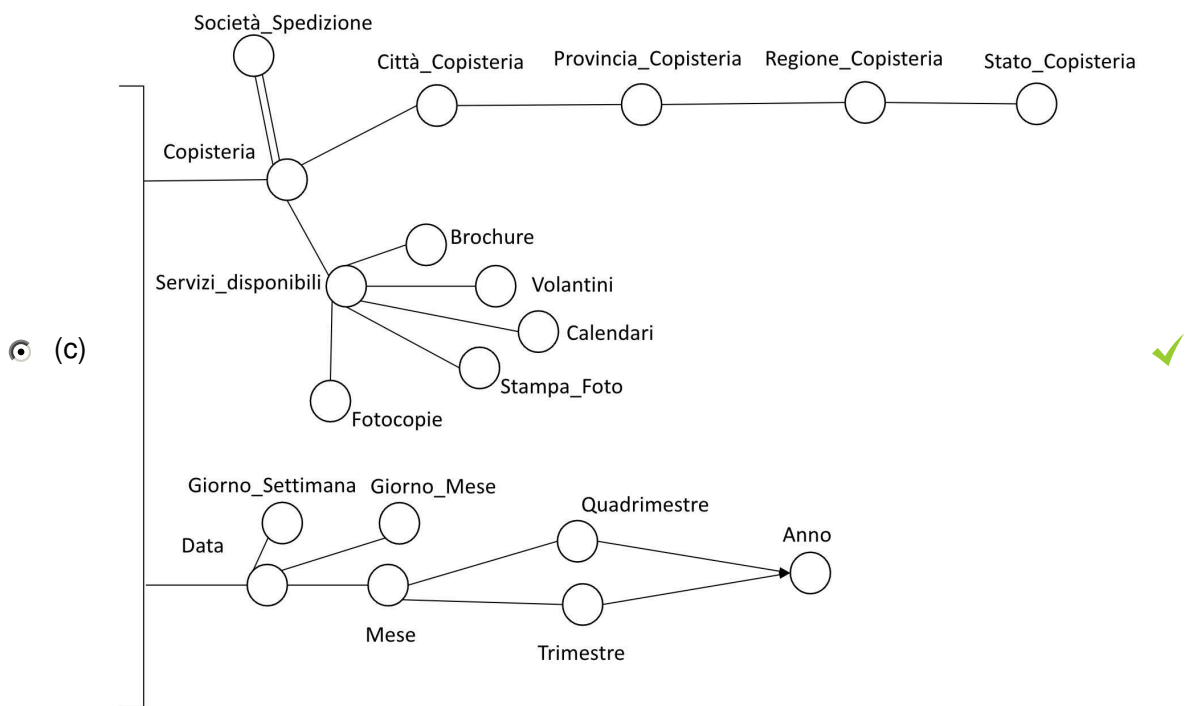 Società_Spedizione
Città_Copisteria
Provincia_Copisteria
Regione_Copisteria
Stato_Copisteria
Copisteria
Brochure
Servizi_disponibili
Volantini
Calendari
(c)
Stampa_Foto
Fotocopie
Giorno_Settimana
Giorno_Mese
Quadrimestre
Data
Anno
Mese
Trimestre